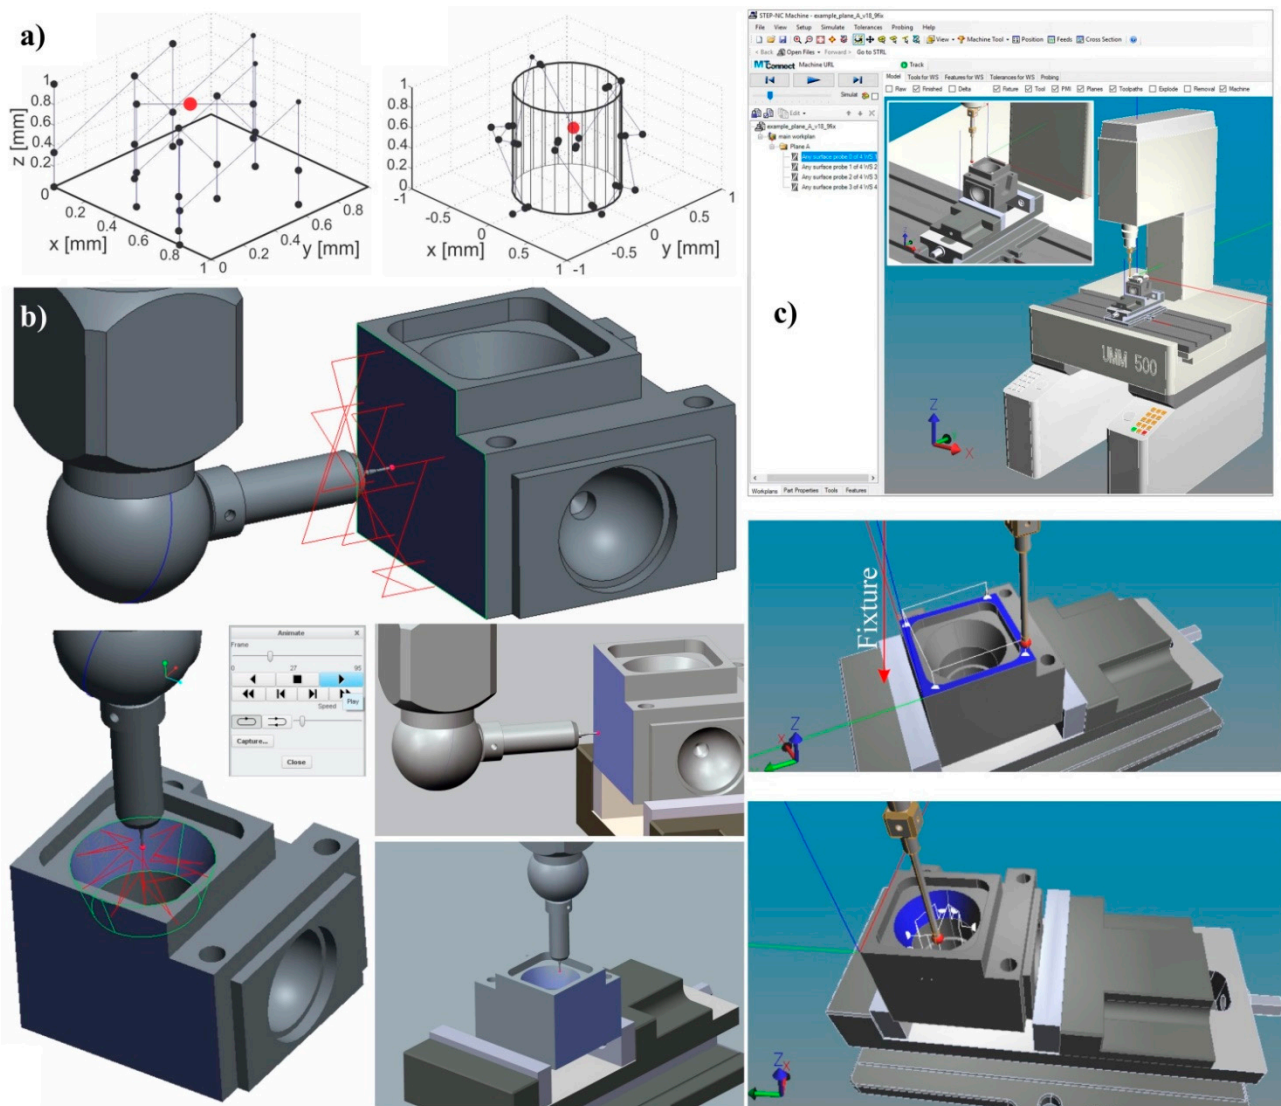 a)
z [mm]
1
0.8
0.6
0.4
0.2
0
0.2
0.4
0.6
0.8
1
x [mm]
0
0.2
0.4
0.6
0.8
y [mm]
1
0.8
0.6
0.4
0.2
0
-1
-0.5
0
0.5
1
x [mm]
-1
-0.5
0
0.5
1
y [mm]
b)
Animate
X
Frame
0
27
95
Play
Speed
Capture...
Close
STEP-NC Machine - example_plane_A_v18_9fix
File View Setup Simulate Tolerances Probing Help
View Machine Tool Position Feeds Cross Section
< Back Open Files Forward > Go to STRL
MTConnect Machine URL
Track
Model Tools for WS Features for WS Tolerances for WS Probing
Raw Finished Delta Fixture Tool PMI Planes Toolpaths Explode Removal Machine
Simulat
Edit
example_plane_A_v18_9fix
main workplan
Plane A
Any surface probe 0 of 4 WS 1
Any surface probe 1 of 4 WS 2
Any surface probe 2 of 4 WS 3
Any surface probe 3 of 4 WS 4
Workplans Part Properties Tools Features
c)
UMM 500
Z
X
Fixture
Z
X
Z
X